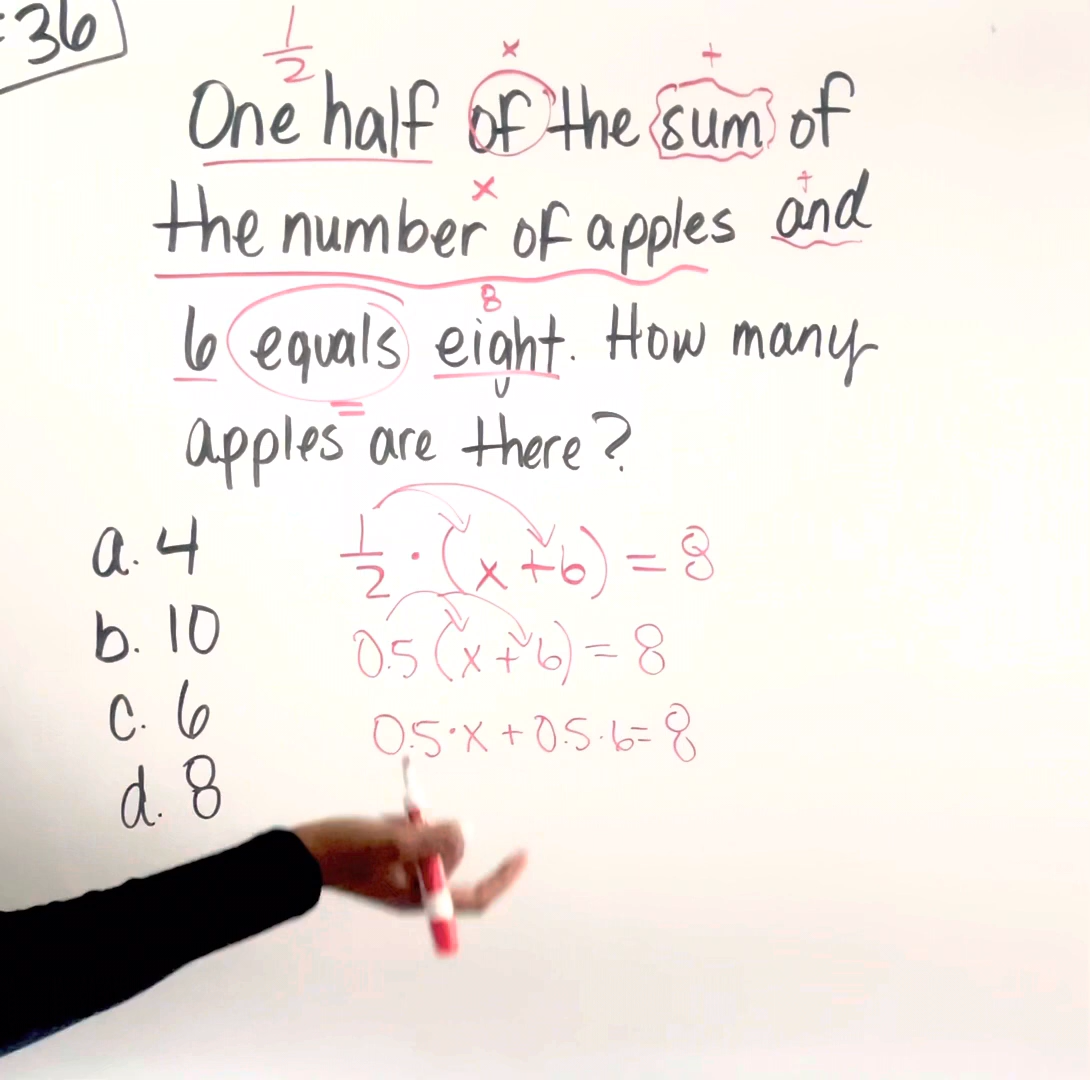 = 36
1/2 × +
One half of the sum of
× +
the number of apples and
8
6 equals eight. How many
=
apples are there?
a. 4
b. 10
c. 6
d. 8
1/2 · (x + 6) = 8
0.5 (x + 6) = 8
0.5 · x + 0.5 · 6 = 8